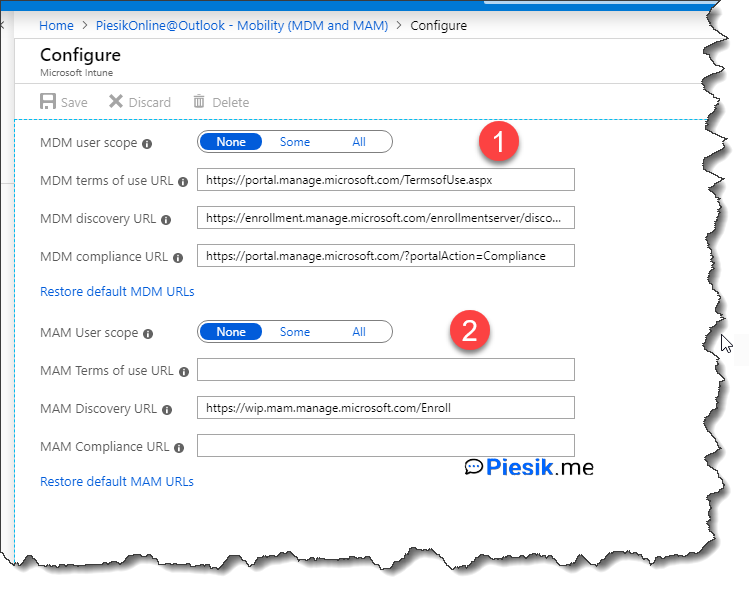 Home > PiesikOnline@Outlook - Mobility (MDM and MAM) > Configure
Configure
Microsoft Intune
Save Discard Delete
MDM user scope None Some All 1
MDM terms of use URL https://portal.manage.microsoft.com/TermsofUse.aspx
MDM discovery URL https://enrollment.manage.microsoft.com/enrollmentserver/disco...
MDM compliance URL https://portal.manage.microsoft.com/?portalAction=Compliance
Restore default MDM URLs
MAM User scope None Some All 2
MAM Terms of use URL
MAM Discovery URL https://wip.mam.manage.microsoft.com/Enroll
MAM Compliance URL
Piesik.me
Restore default MAM URLs